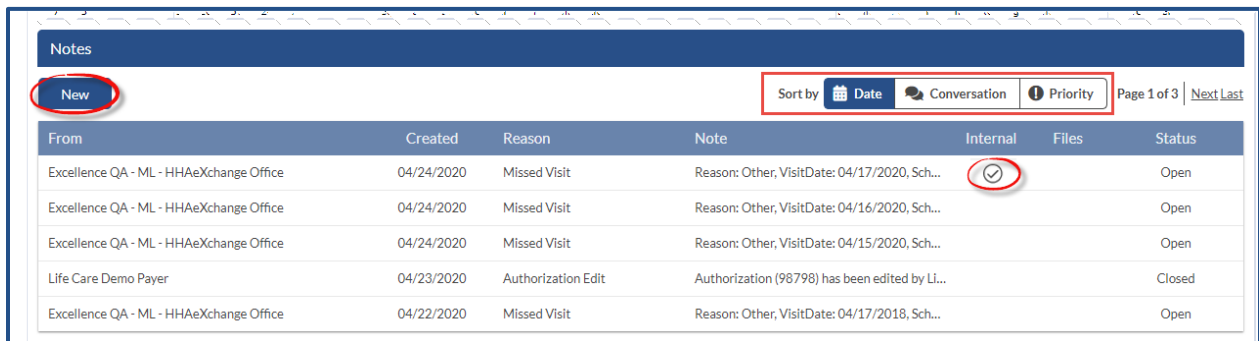 Notes
New
Sort by Date Conversation Priority Page 1 of 3 Next Last
From Created Reason Note Internal Files Status
Excellence QA - ML - HHAeXchange Office 04/24/2020 Missed Visit Reason: Other, VisitDate: 04/17/2020, Sch... Open
Excellence QA - ML - HHAeXchange Office 04/24/2020 Missed Visit Reason: Other, VisitDate: 04/16/2020, Sch... Open
Excellence QA - ML - HHAeXchange Office 04/24/2020 Missed Visit Reason: Other, VisitDate: 04/15/2020, Sch... Open
Life Care Demo Payer 04/23/2020 Authorization Edit Authorization (98798) has been edited by Li... Closed
Excellence QA - ML - HHAeXchange Office 04/22/2020 Missed Visit Reason: Other, VisitDate: 04/17/2018, Sch... Open